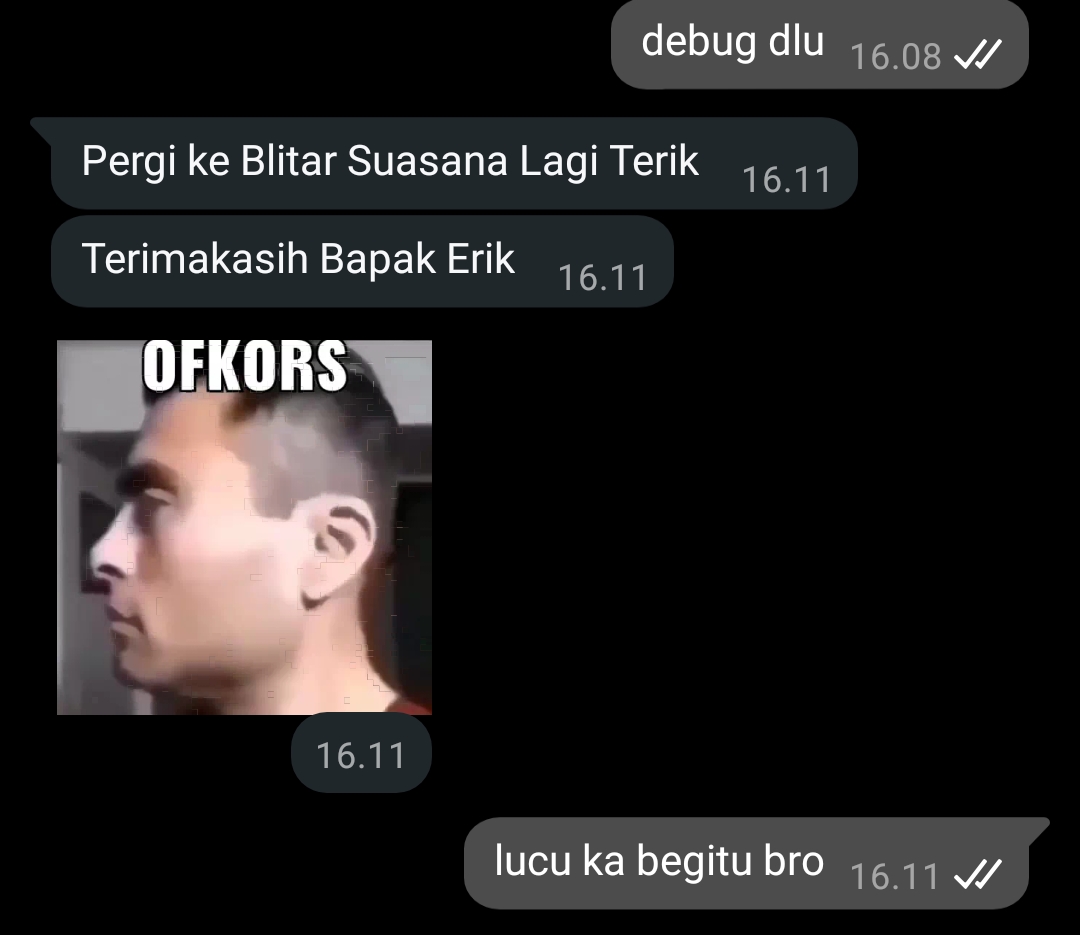 debug dlu 16.08
Pergi ke Blitar Suasana Lagi Terik 16.11
Terimakasih Bapak Erik 16.11
OFKORS
16.11
lucu ka begitu bro 16.11